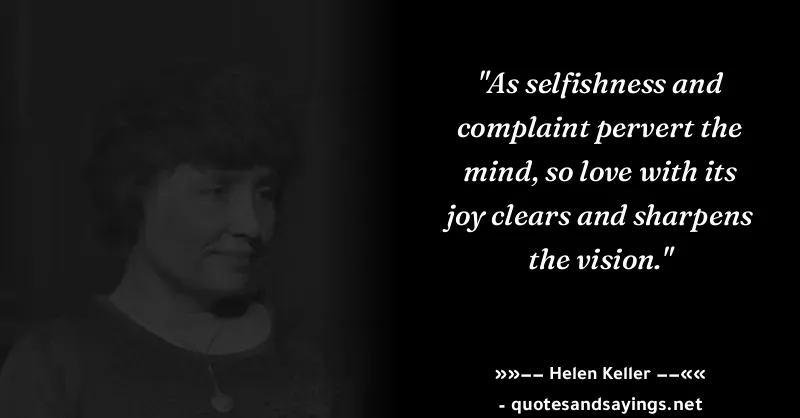 "As selfishness and
complaint pervert the
mind, so love with its
joy clears and sharpens
the vision."
»»–– Helen Keller ––««
- quotesandsayings.net